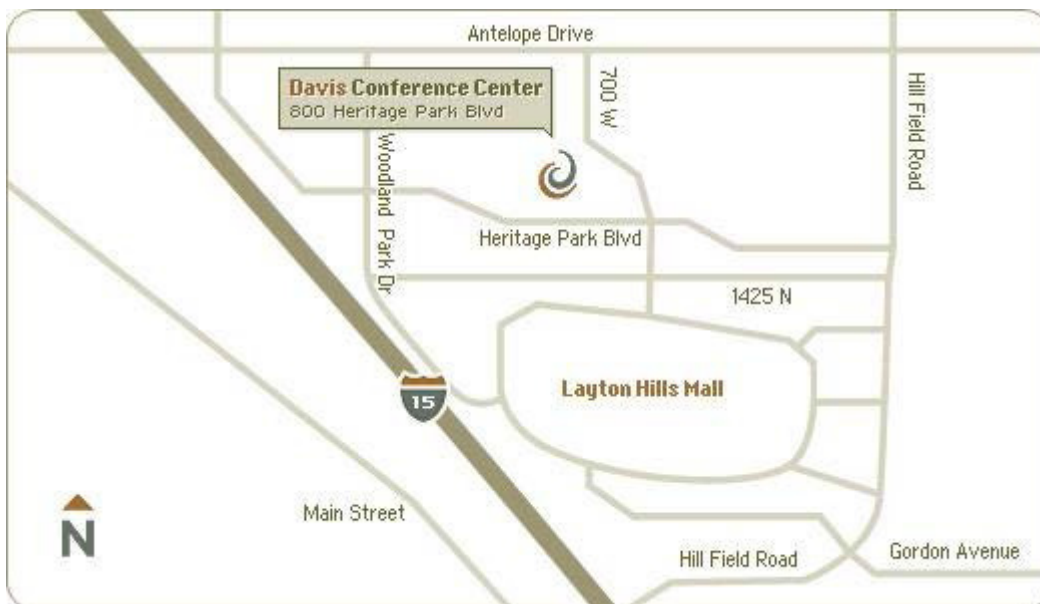 Antelope Drive
Davis Conference Center
800 Heritage Park Blvd
700 W
Hill Field Road
Woodland Park Dr
Heritage Park Blvd
1425 N
Layton Hills Mall
15
Main Street
N
Hill Field Road
Gordon Avenue